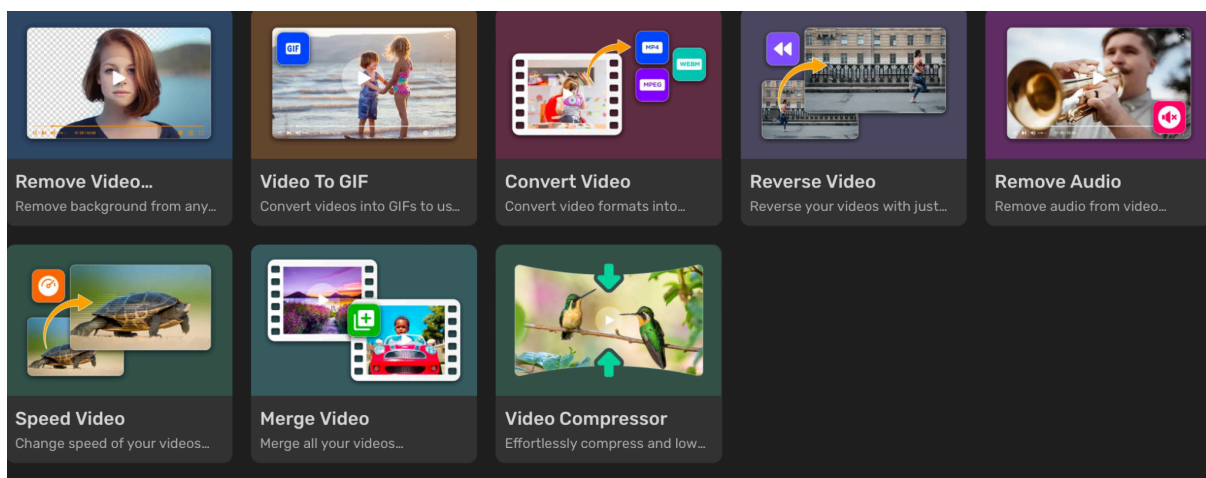 GIF
MP4
WEBM
MPEG
Remove Video...
Remove background from any...
Video To GIF
Convert videos into GIFs to us...
Convert Video
Convert video formats into...
Reverse Video
Reverse your videos with just...
Remove Audio
Remove audio from video...
Speed Video
Change speed of your videos...
Merge Video
Merge all your videos...
Video Compressor
Effortlessly compress and low...